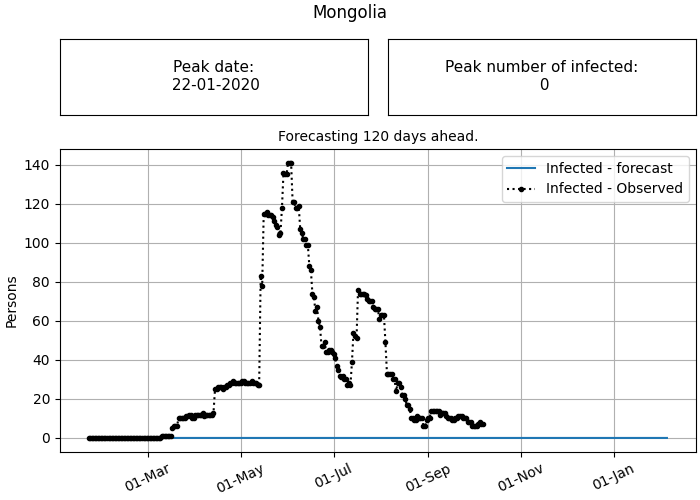 Mongolia
Peak date:
22-01-2020
Peak number of infected:
0
Forecasting 120 days ahead.
Infected - forecast
Infected - Observed
Persons
140
120
100
80
60
40
20
0
01-Mar
01-May
01-Jul
01-Sep
01-Nov
01-Jan